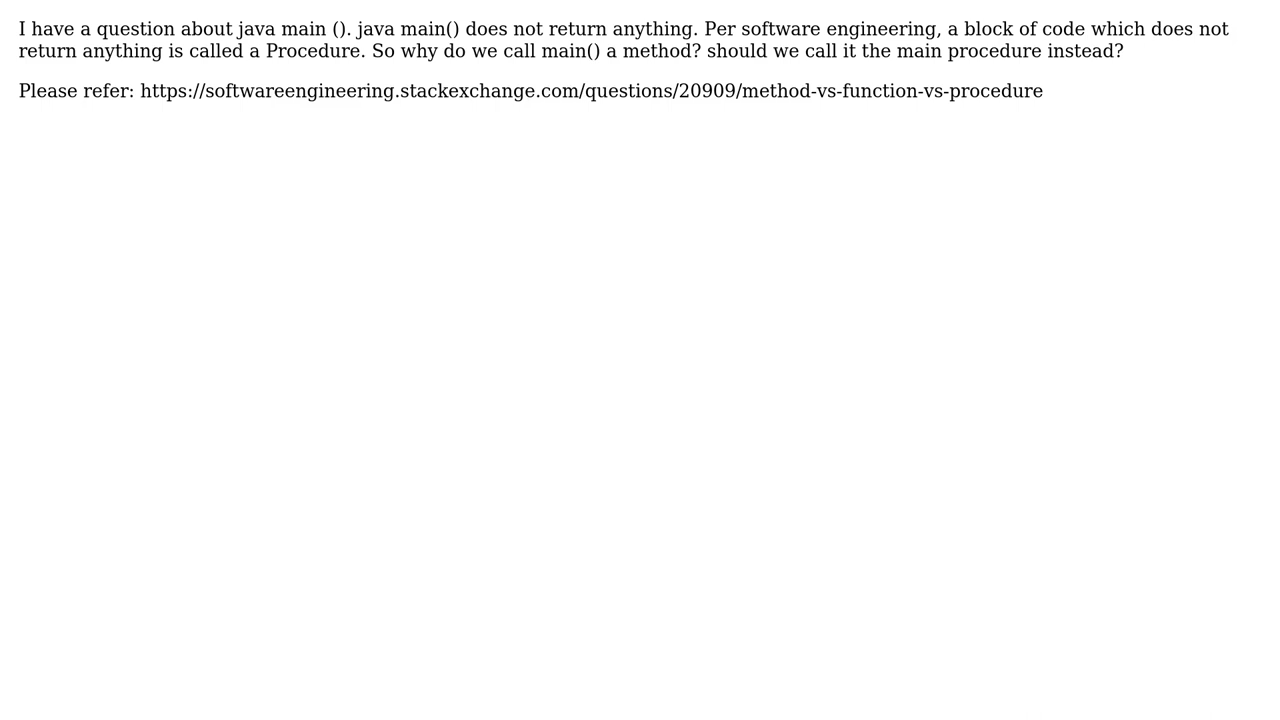 I have a question about java main (). java main() does not return anything. Per software engineering, a block of code which does not
return anything is called a Procedure. So why do we call main() a method? should we call it the main procedure instead?
Please refer: https://softwareengineering.stackexchange.com/questions/20909/method-vs-function-vs-procedure